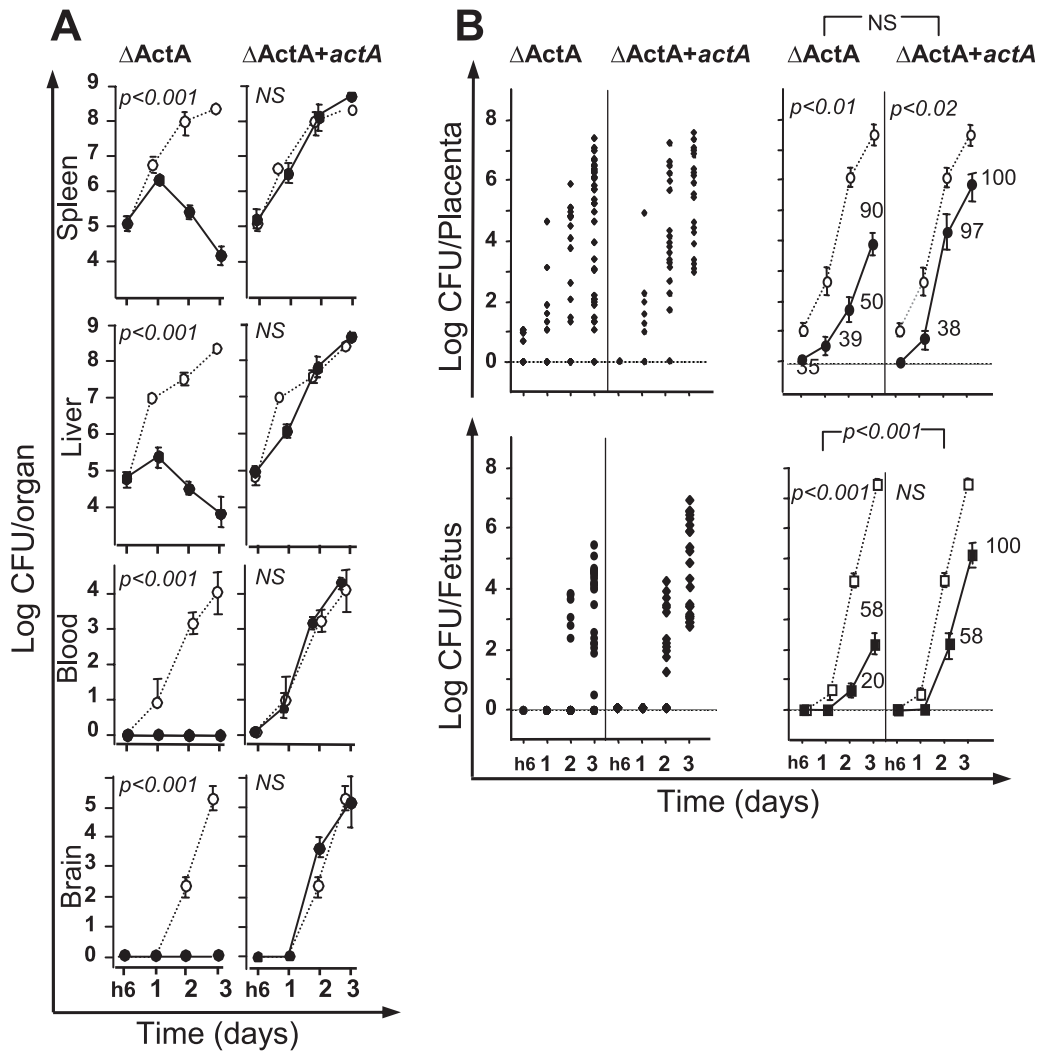 A
ΔActA
ΔActA+actA
Log CFU/organ
Spleen
9
8
7
6
5
4
p<0.001
NS
Liver
9
8
7
6
5
4
p<0.001
NS
Blood
4
3
2
1
0
p<0.001
NS
Brain
5
4
3
2
1
0
p<0.001
NS
h6 1 2 3
h6 1 2 3
Time (days)
B
ΔActA
ΔActA+actA
NS
ΔActA
ΔActA+actA
Log CFU/Placenta
8
6
4
2
0
p<0.01
p<0.02
90
50
39
35
100
97
38
Log CFU/Fetus
8
6
4
2
0
p<0.001
p<0.001
NS
58
20
100
58
h6 1 2 3 h6 1 2 3
h6 1 2 3 h6 1 2 3
Time (days)